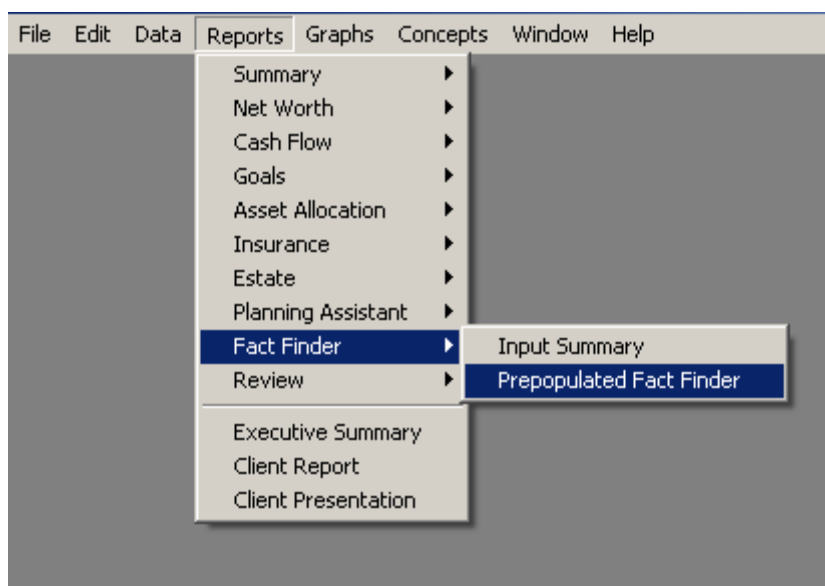 File Edit Data Reports Graphs Concepts Window Help
Summary
Net Worth
Cash Flow
Goals
Asset Allocation
Insurance
Estate
Planning Assistant
Fact Finder
Input Summary
Review
Prepopulated Fact Finder
Executive Summary
Client Report
Client Presentation